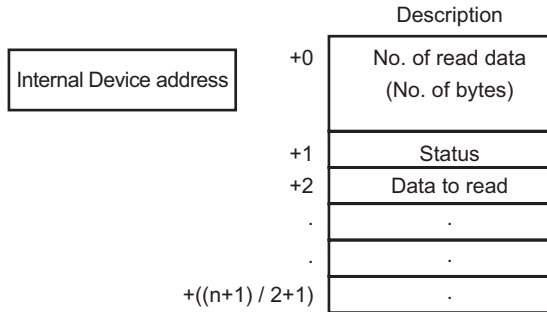 Description
Internal Device address
+0 No. of read data
(No. of bytes)
+1 Status
+2 Data to read
. .
. .
+((n+1) / 2+1) .